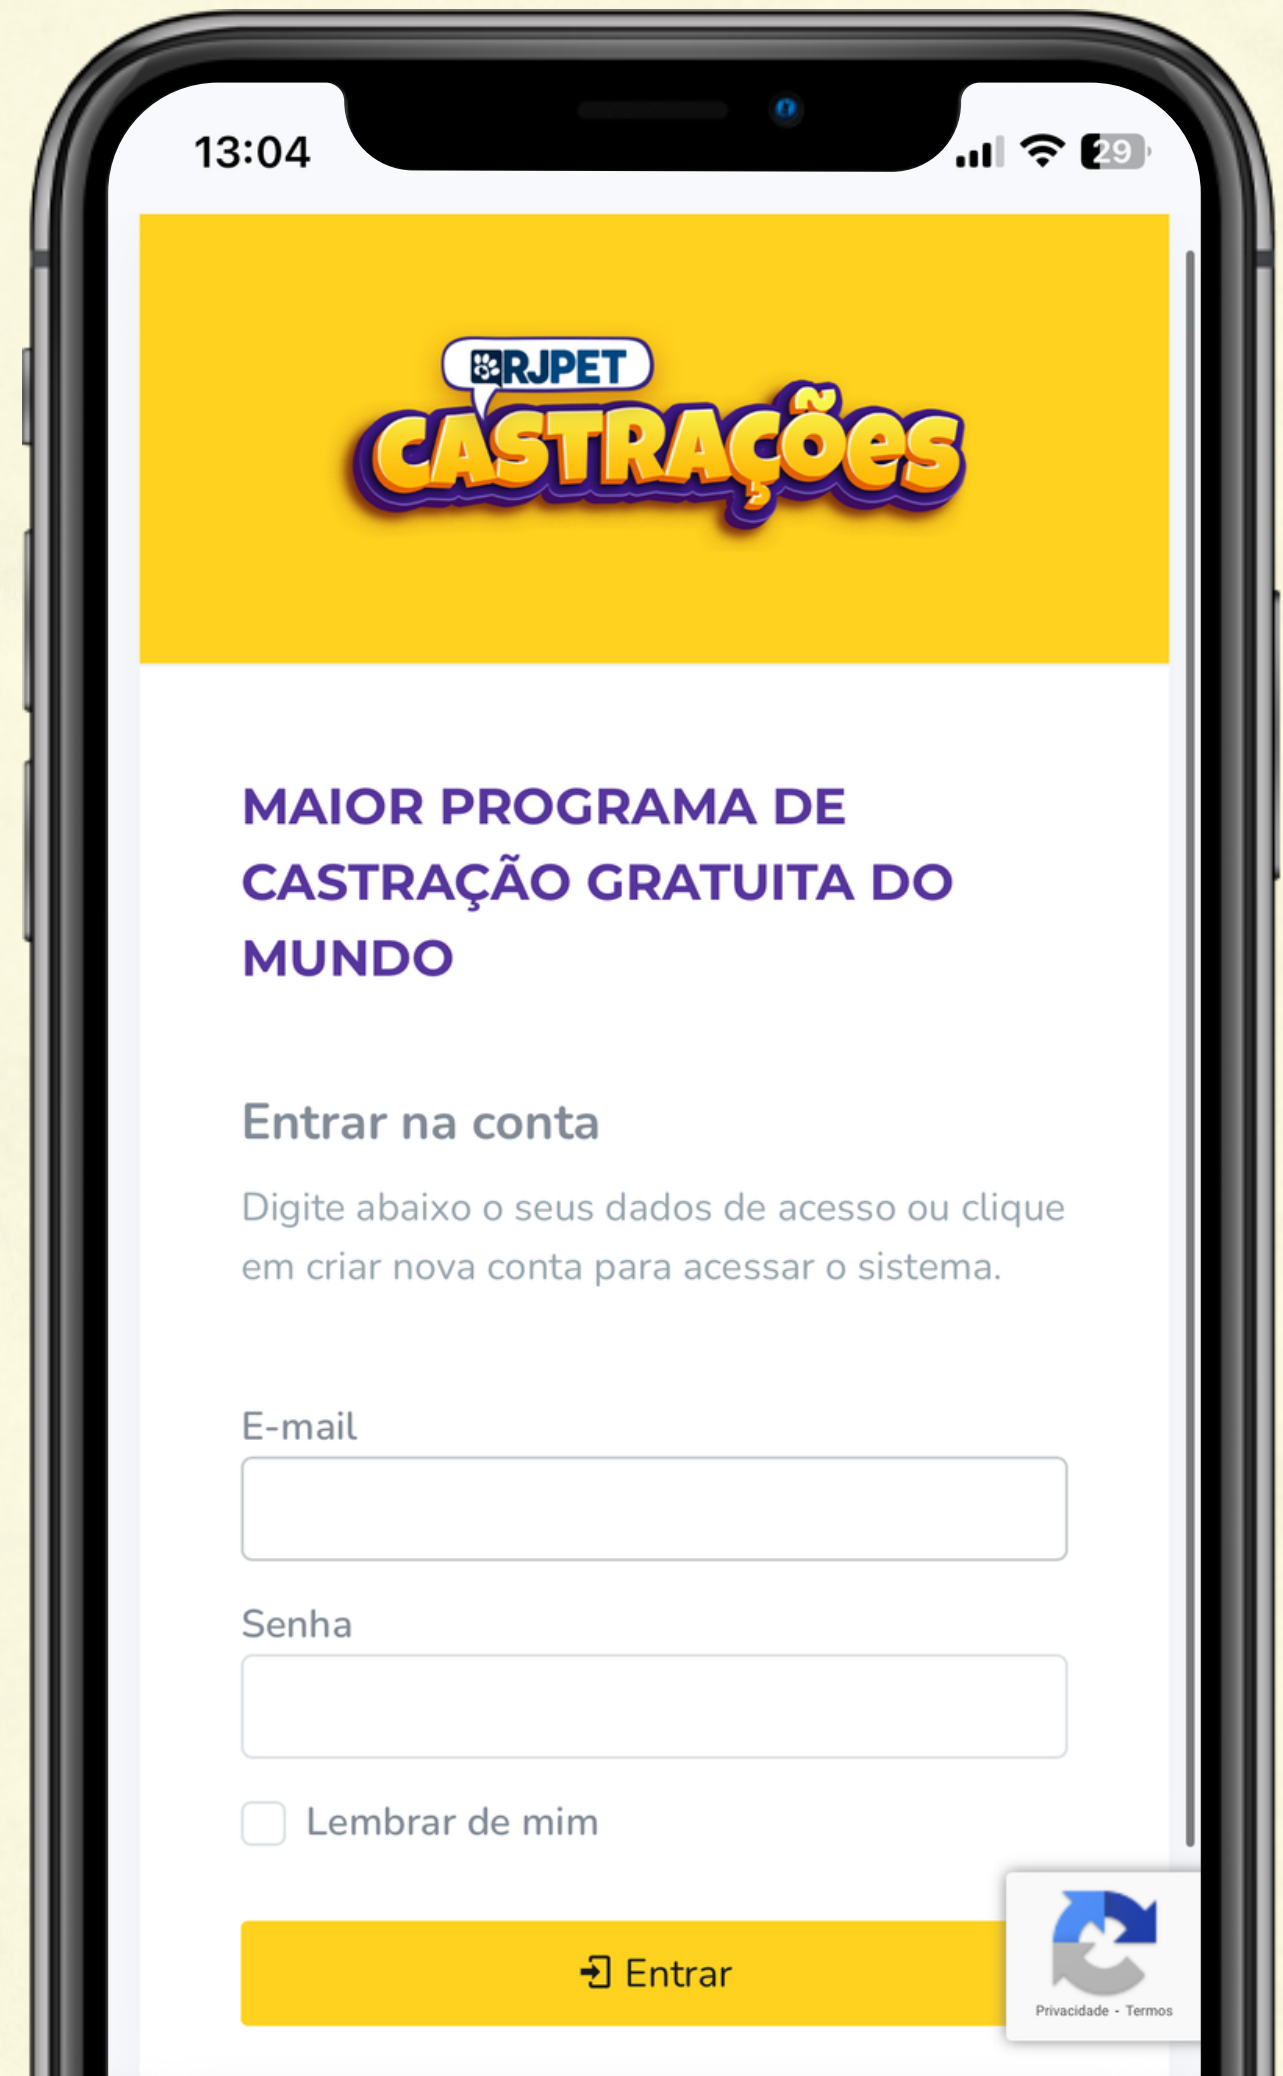 13:04
29
RJPET
CASTRAÇÕES
MAIOR PROGRAMA DE
CASTRAÇÃO GRATUITA DO
MUNDO
Entrar na conta
Digite abaixo o seus dados de acesso ou clique
em criar nova conta para acessar o sistema.
E-mail
Senha
Lembrar de mim
Entrar
Privacidade - Termos